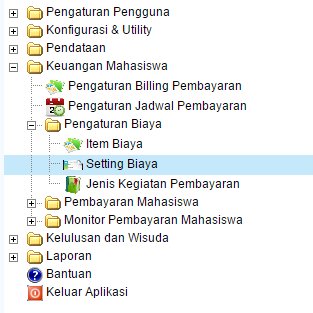 Pengaturan Pengguna
Konfigurasi & Utility
Pendataan
Keuangan Mahasiswa
Pengaturan Billing Pembayaran
Pengaturan Jadwal Pembayaran
Pengaturan Biaya
Item Biaya
Setting Biaya
Jenis Kegiatan Pembayaran
Pembayaran Mahasiswa
Monitor Pembayaran Mahasiswa
Kelulusan dan Wisuda
Laporan
Bantuan
Keluar Aplikasi